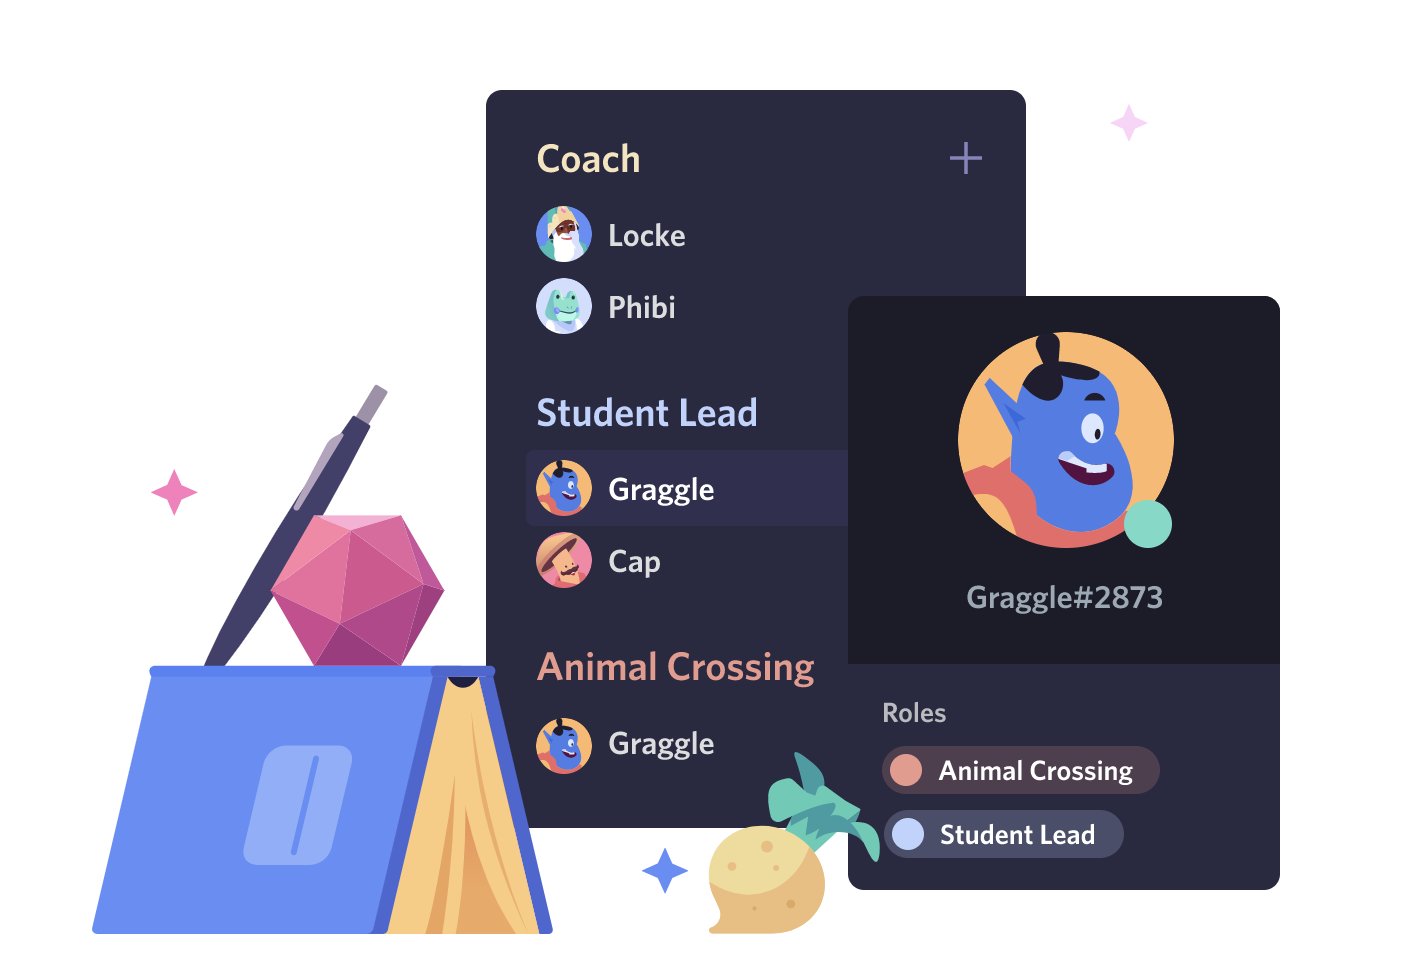 Coach
Locke
Phibi
Student Lead
Graggle
Cap
Animal Crossing
Graggle
Graggle#2873
Roles
Animal Crossing
Student Lead